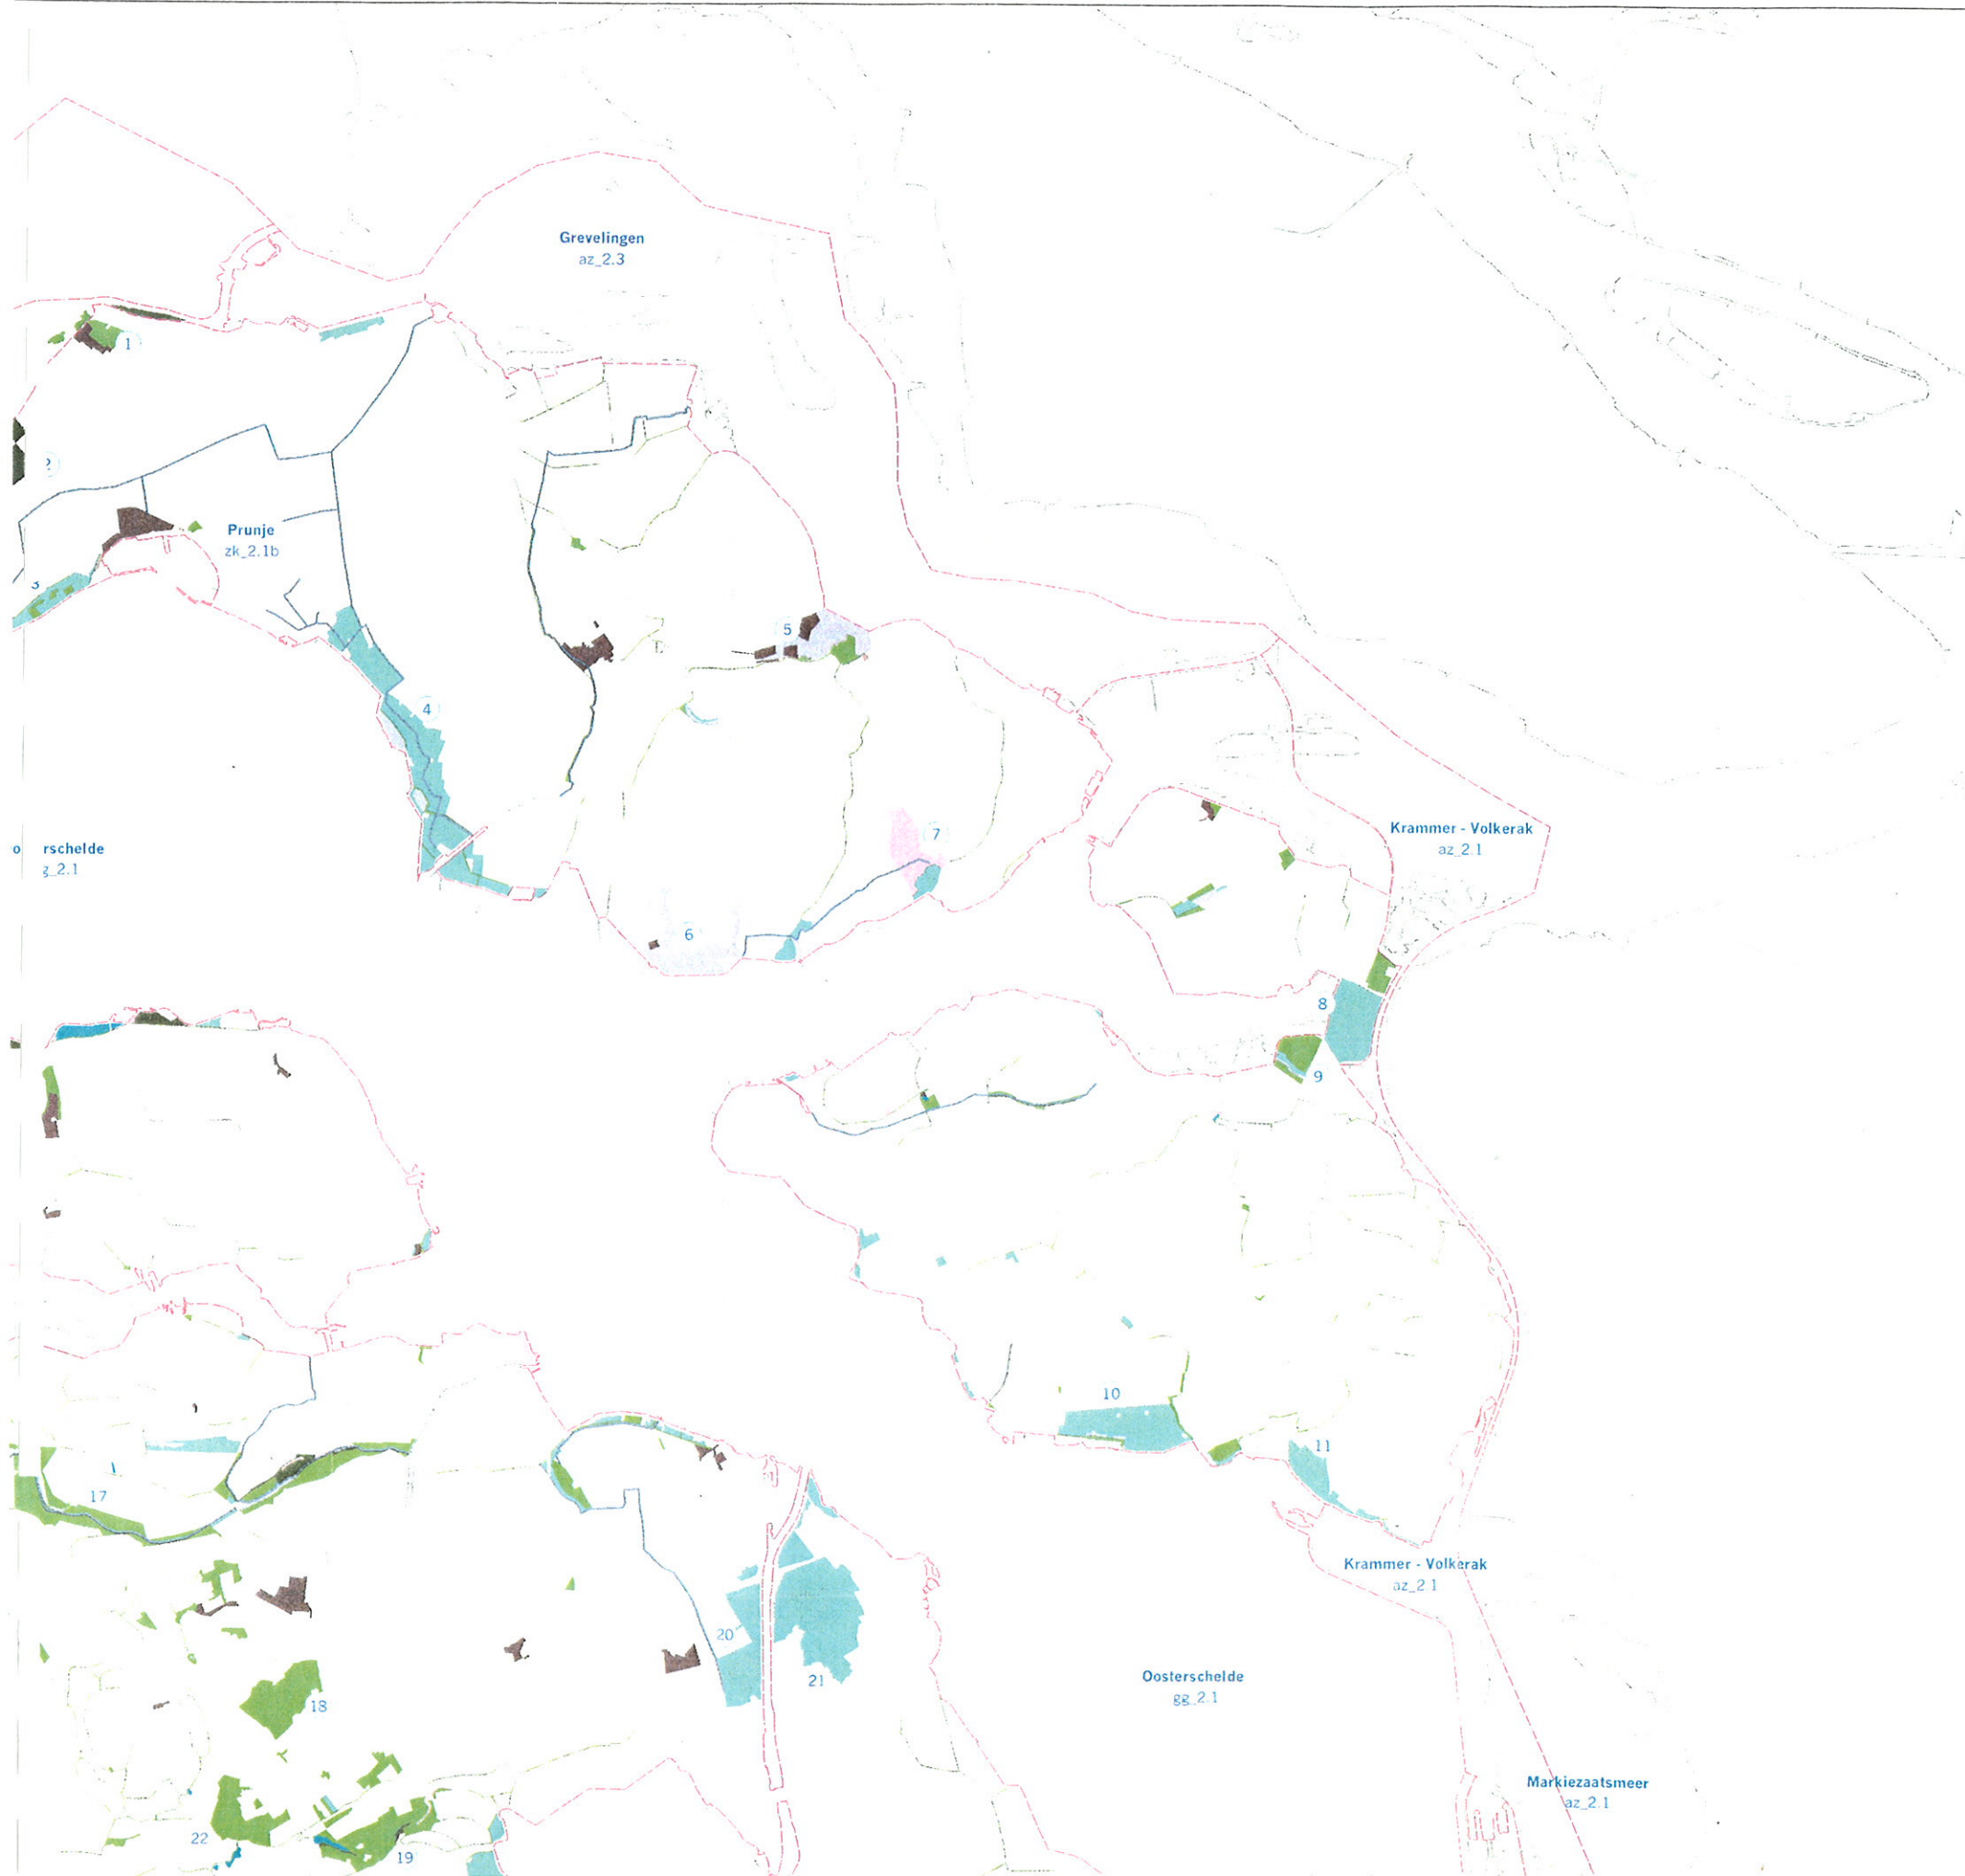 Grevelingen
az_2.3
1
2
Prunje
zk_2.1b
3
5
4
7
Krammer - Volkerak
az_2.1
rschelde
g_2.1
6
8
9
10
11
17
Krammer - Volkerak
az_2.1
20
21
Oosterschelde
gg_2.1
18
Markiezaatsmeer
az_2.1
22
19